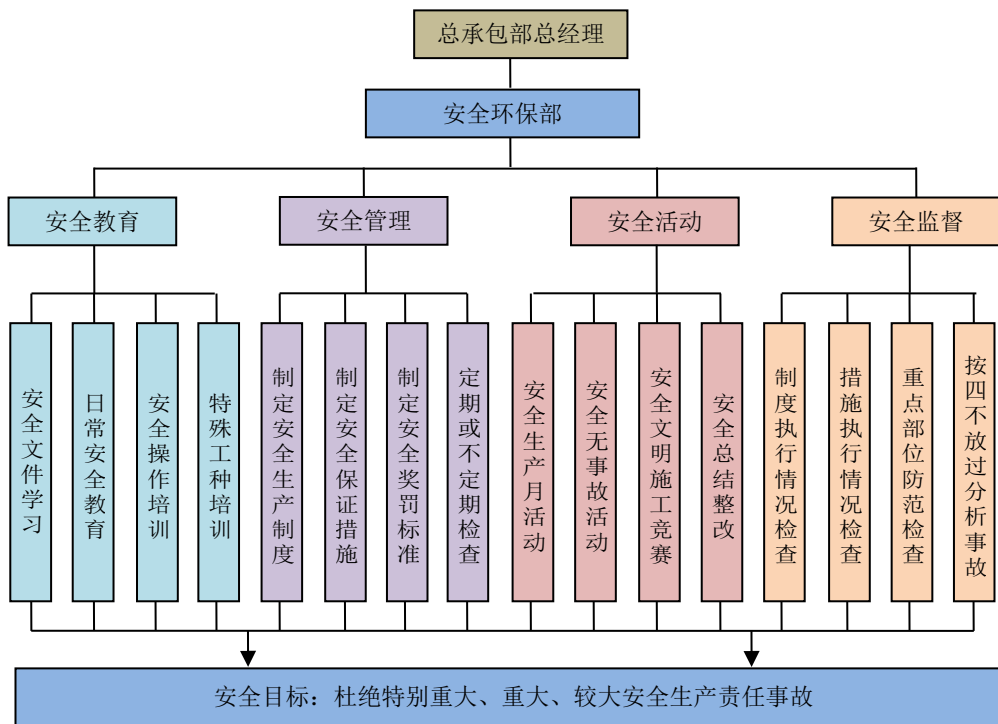 总承包部总经理
安全环保部
安全教育
安全管理
安全活动
安全监督
安全文件学习
日常安全教育
安全操作培训
特殊工种培训
制定安全生产制度
制定安全保证措施
制定安全奖罚标准
定期或不定期检查
安全生产月活动
安全无事故活动
安全文明施工竞赛
安全总结整改
制度执行情况检查
措施执行情况检查
重点部位防范检查
按四不放过分析事故
安全目标：杜绝特别重大、重大、较大安全生产责任事故